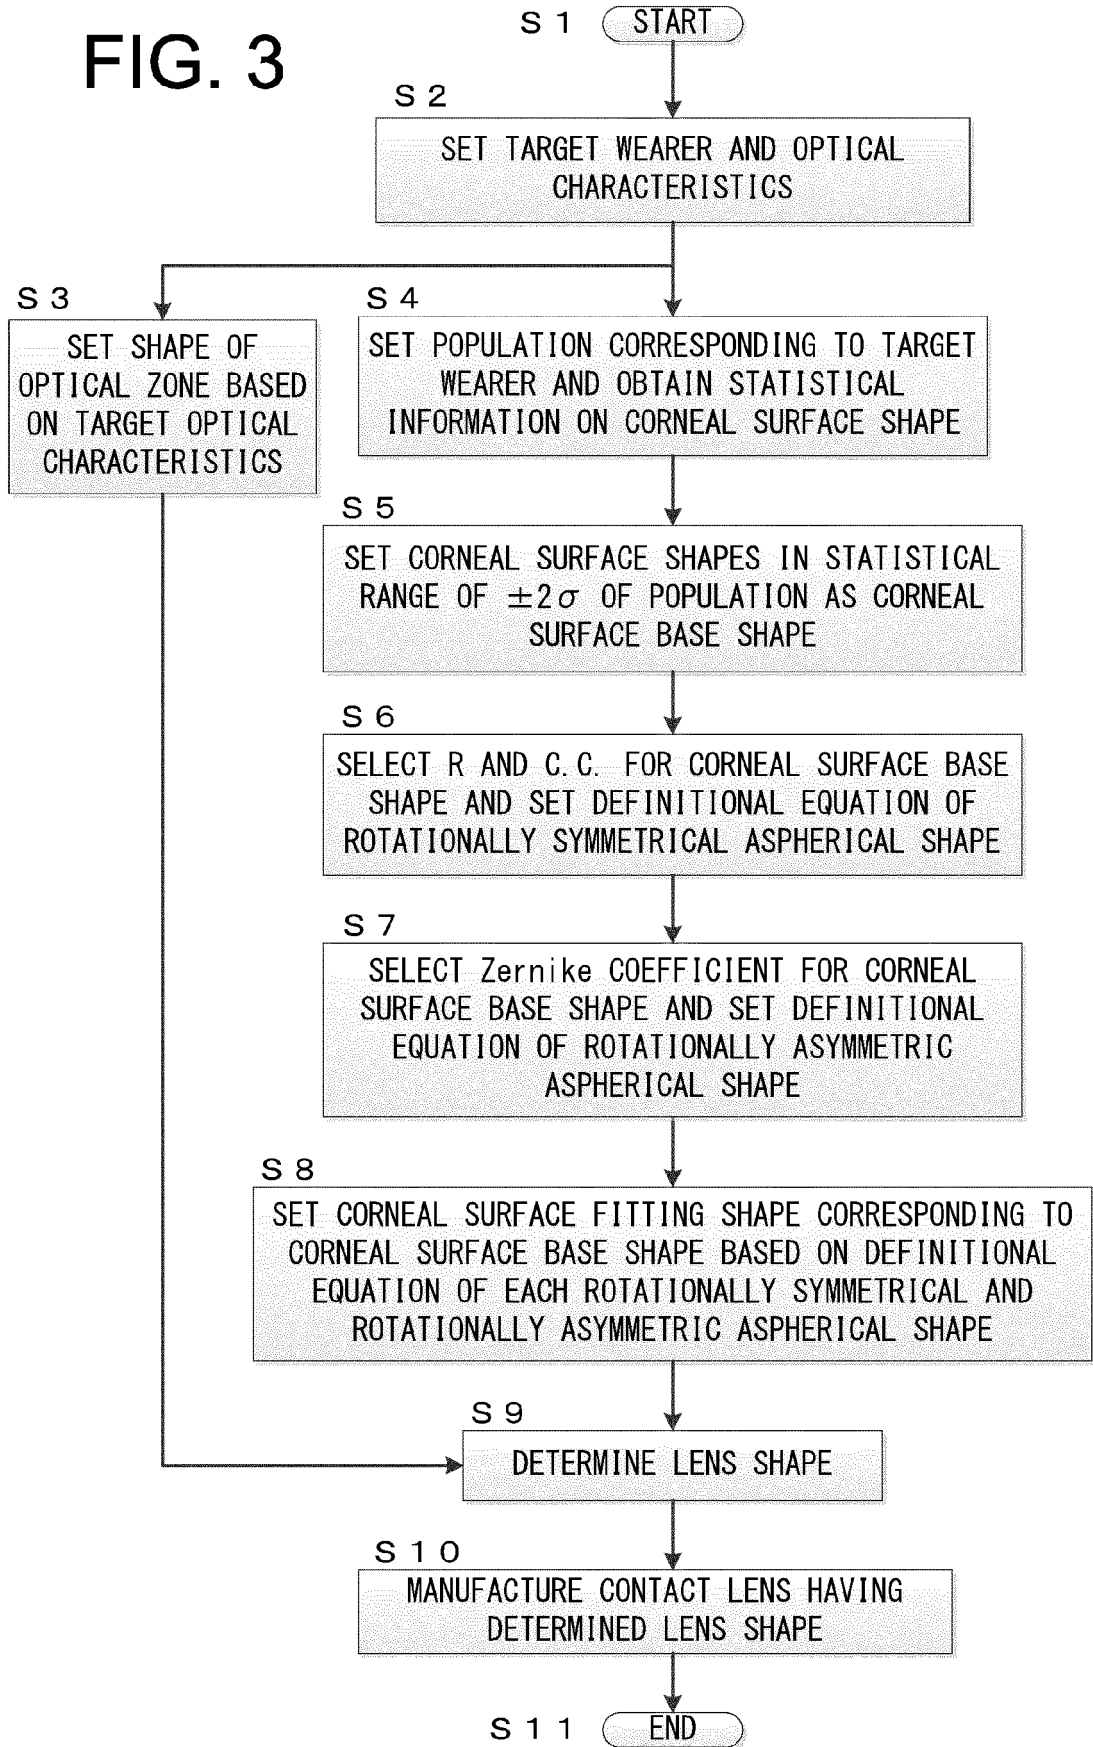 FIG. 3
S 1
START
S 2
SET TARGET WEARER AND OPTICAL
CHARACTERISTICS
S 3
SET SHAPE OF
OPTICAL ZONE BASED
ON TARGET OPTICAL
CHARACTERISTICS
S 4
SET POPULATION CORRESPONDING TO TARGET
WEARER AND OBTAIN STATISTICAL
INFORMATION ON CORNEAL SURFACE SHAPE
S 5
SET CORNEAL SURFACE SHAPES IN STATISTICAL
RANGE OF ±2σ OF POPULATION AS CORNEAL
SURFACE BASE SHAPE
S 6
SELECT R AND C.C. FOR CORNEAL SURFACE BASE
SHAPE AND SET DEFINITIONAL EQUATION OF
ROTATIONALLY SYMMETRICAL ASPHERICAL SHAPE
S 7
SELECT Zernike COEFFICIENT FOR CORNEAL
SURFACE BASE SHAPE AND SET DEFINITIONAL
EQUATION OF ROTATIONALLY ASYMMETRIC
ASPHERICAL SHAPE
S 8
SET CORNEAL SURFACE FITTING SHAPE CORRESPONDING TO
CORNEAL SURFACE BASE SHAPE BASED ON DEFINITIONAL
EQUATION OF EACH ROTATIONALLY SYMMETRICAL AND
ROTATIONALLY ASYMMETRIC ASPHERICAL SHAPE
S 9
DETERMINE LENS SHAPE
S 10
MANUFACTURE CONTACT LENS HAVING
DETERMINED LENS SHAPE
S 11
END